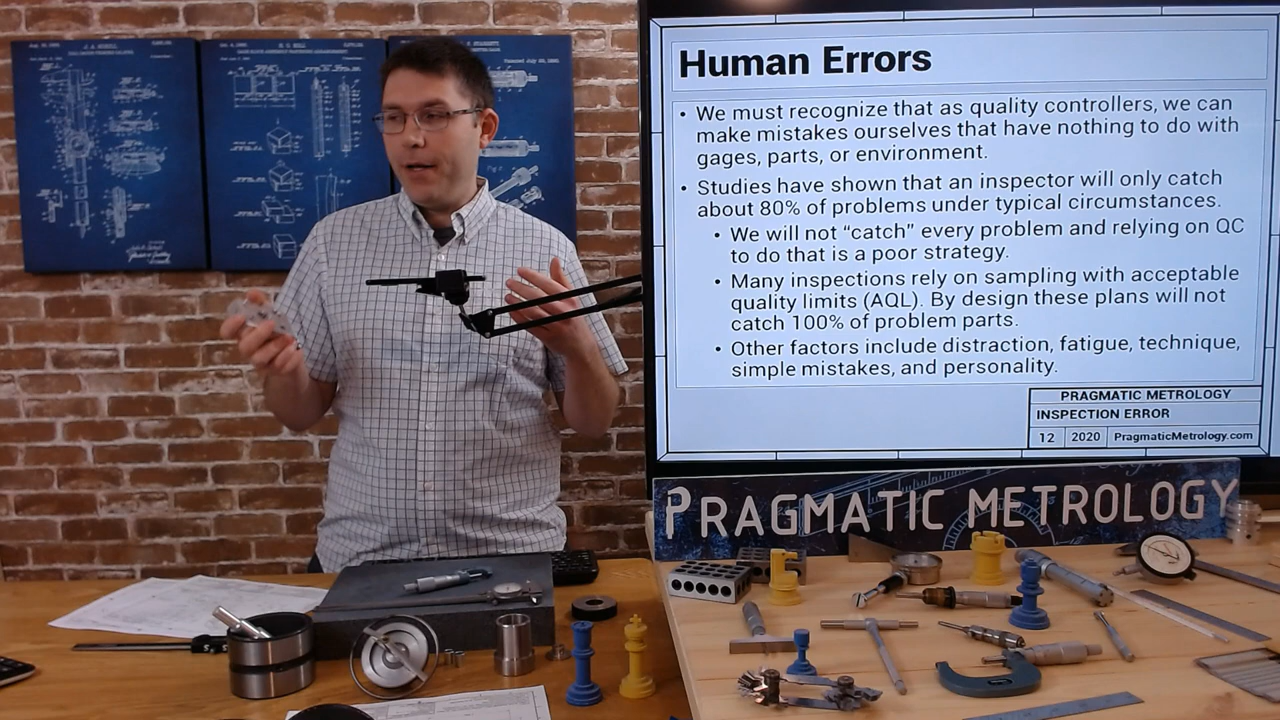 Human Errors
• We must recognize that as quality controllers, we can
make mistakes ourselves that have nothing to do with
gages, parts, or environment.
• Studies have shown that an inspector will only catch
about 80% of problems under typical circumstances.
• We will not “catch” every problem and relying on QC
to do that is a poor strategy.
• Many inspections rely on sampling with acceptable
quality limits (AQL). By design these plans will not
catch 100% of problem parts.
• Other factors include distraction, fatigue, technique,
simple mistakes, and personality.
PRAGMATIC METROLOGY
INSPECTION ERROR
12 2020 PragmaticMetrology.com
PRAGMATIC METROLOGY